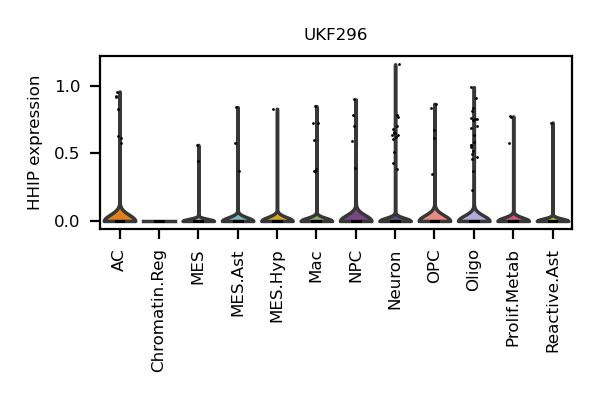 UKF296
HHIP expression
1.0
0.5
0.0
AC
Chromatin.Reg
MES
MES.Ast
MES.Hyp
Mac
NPC
Neuron
OPC
Oligo
Prolif.Metab
Reactive.Ast